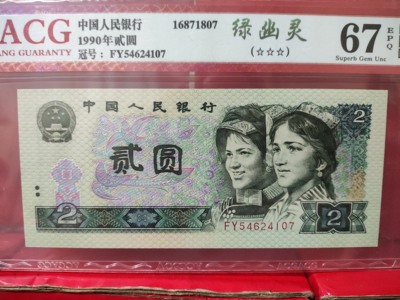 ACG
ANG GUARANTY
中国人民银行
1990年贰圆
冠号：FY54624107
16871807
绿幽灵
(☆☆☆)
67
EPQ
Superb Gem Unc
中国人民银行
2
贰圆
FY54624107
2
2